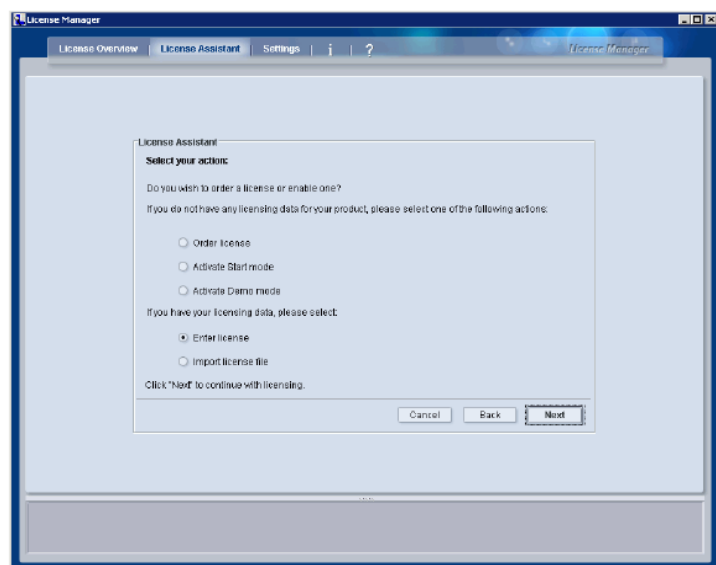 License Manager
License Overview | License Assistant | Settings | i | ? License Manager
License Assistant
Select your action:
Do you wish to order a license or enable one?
If you do not have any licensing data for your product, please select one of the following actions:
Order license
Activate Start mode
Activate Demo mode
If you have your licensing data, please select:
Enter license
Import license file
Click "Next" to continue with licensing.
Cancel Back Next